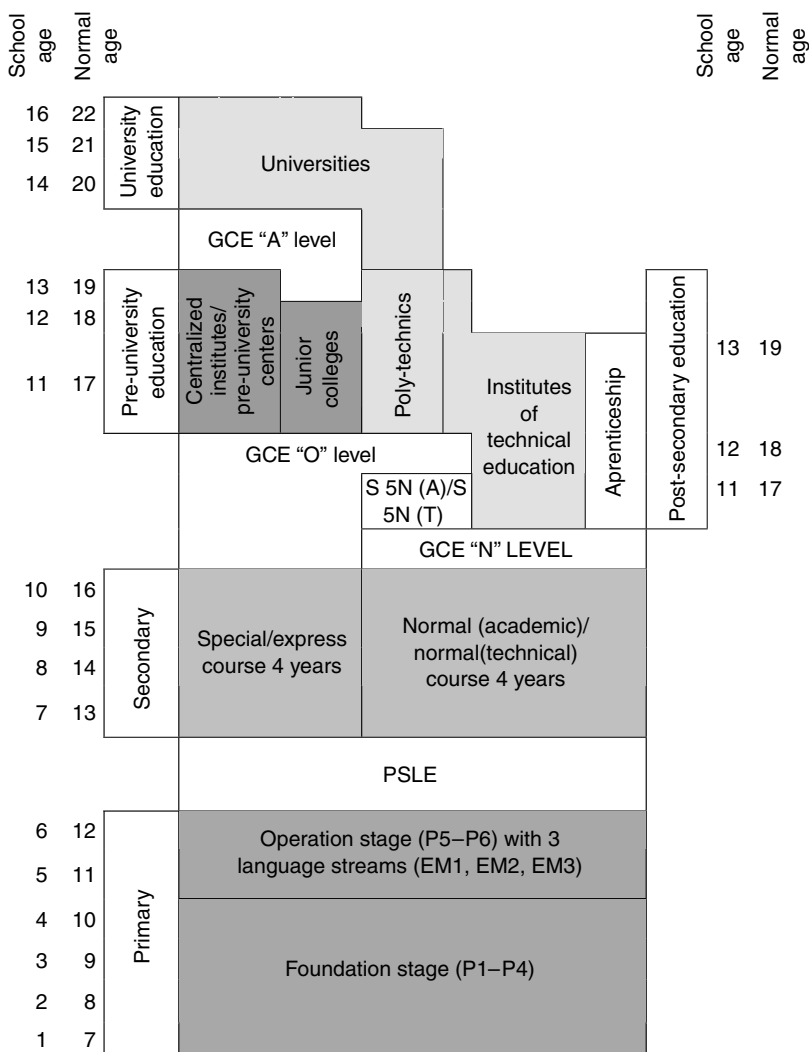 School
age
Normal
age
School
age
Normal
age
16 22
15 21
14 20
University
education
Universities
GCE “A” level
13 19
12 18
11 17
Pre-university
education
Centralized
institutes/
pre-university
centers
Junior
colleges
Poly-technics
Institutes
of
technical
education
Aprenticeship
Post-secondary education
13 19
12 18
11 17
GCE “O” level
S 5N (A)/S
5N (T)
GCE “N” LEVEL
10 16
9 15
8 14
7 13
Secondary
Special/express
course 4 years
Normal (academic)/
normal(technical)
course 4 years
PSLE
6 12
5 11
4 10
3 9
2 8
1 7
Primary
Operation stage (P5–P6) with 3
language streams (EM1, EM2, EM3)
Foundation stage (P1–P4)